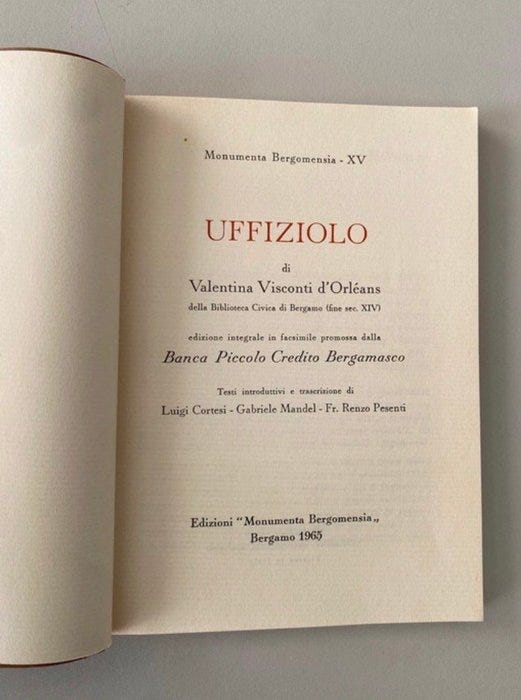 Monumenta Bergomensia - XV
UFFIZIOLO
di
Valentina Visconti d'Orléans
della Biblioteca Civica di Bergamo (fine sec. XIV)
edizione integrale in facsimile promossa dalla
Banca Piccolo Credito Bergamasco
Testi introduttivi e trascrizione di
Luigi Cortesi - Gabriele Mandel - Fr. Renzo Pesenti
Edizioni “Monumenta Bergomensia„
Bergamo 1965